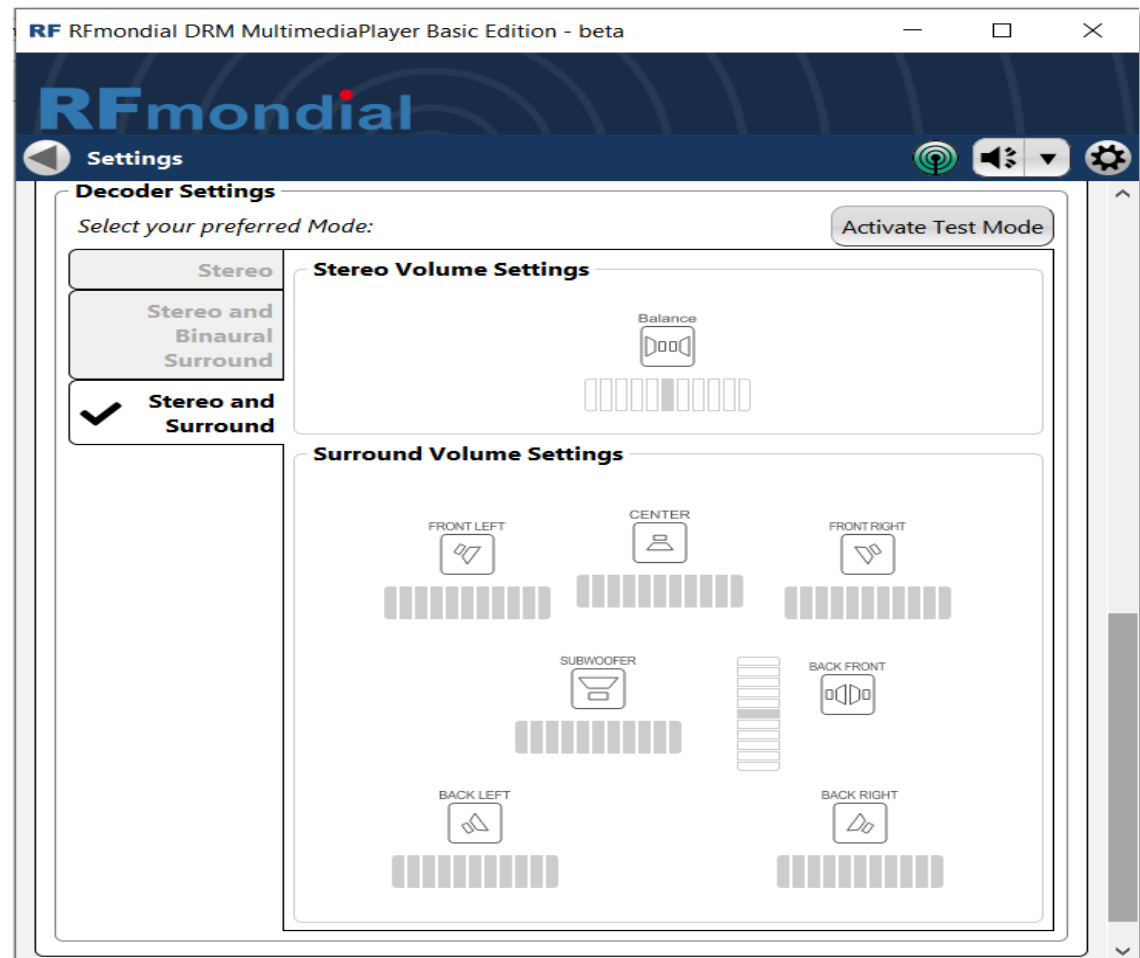 RF RFmondial DRM MultimediaPlayer Basic Edition - beta
RFmondial
Settings
Decoder Settings
Select your preferred Mode:
Activate Test Mode
Stereo
Stereo and
Binaural
Surround
Stereo and
Surround
Stereo Volume Settings
Balance
Surround Volume Settings
FRONT LEFT
CENTER
FRONT RIGHT
SUBWOOFER
BACK FRONT
BACK LEFT
BACK RIGHT